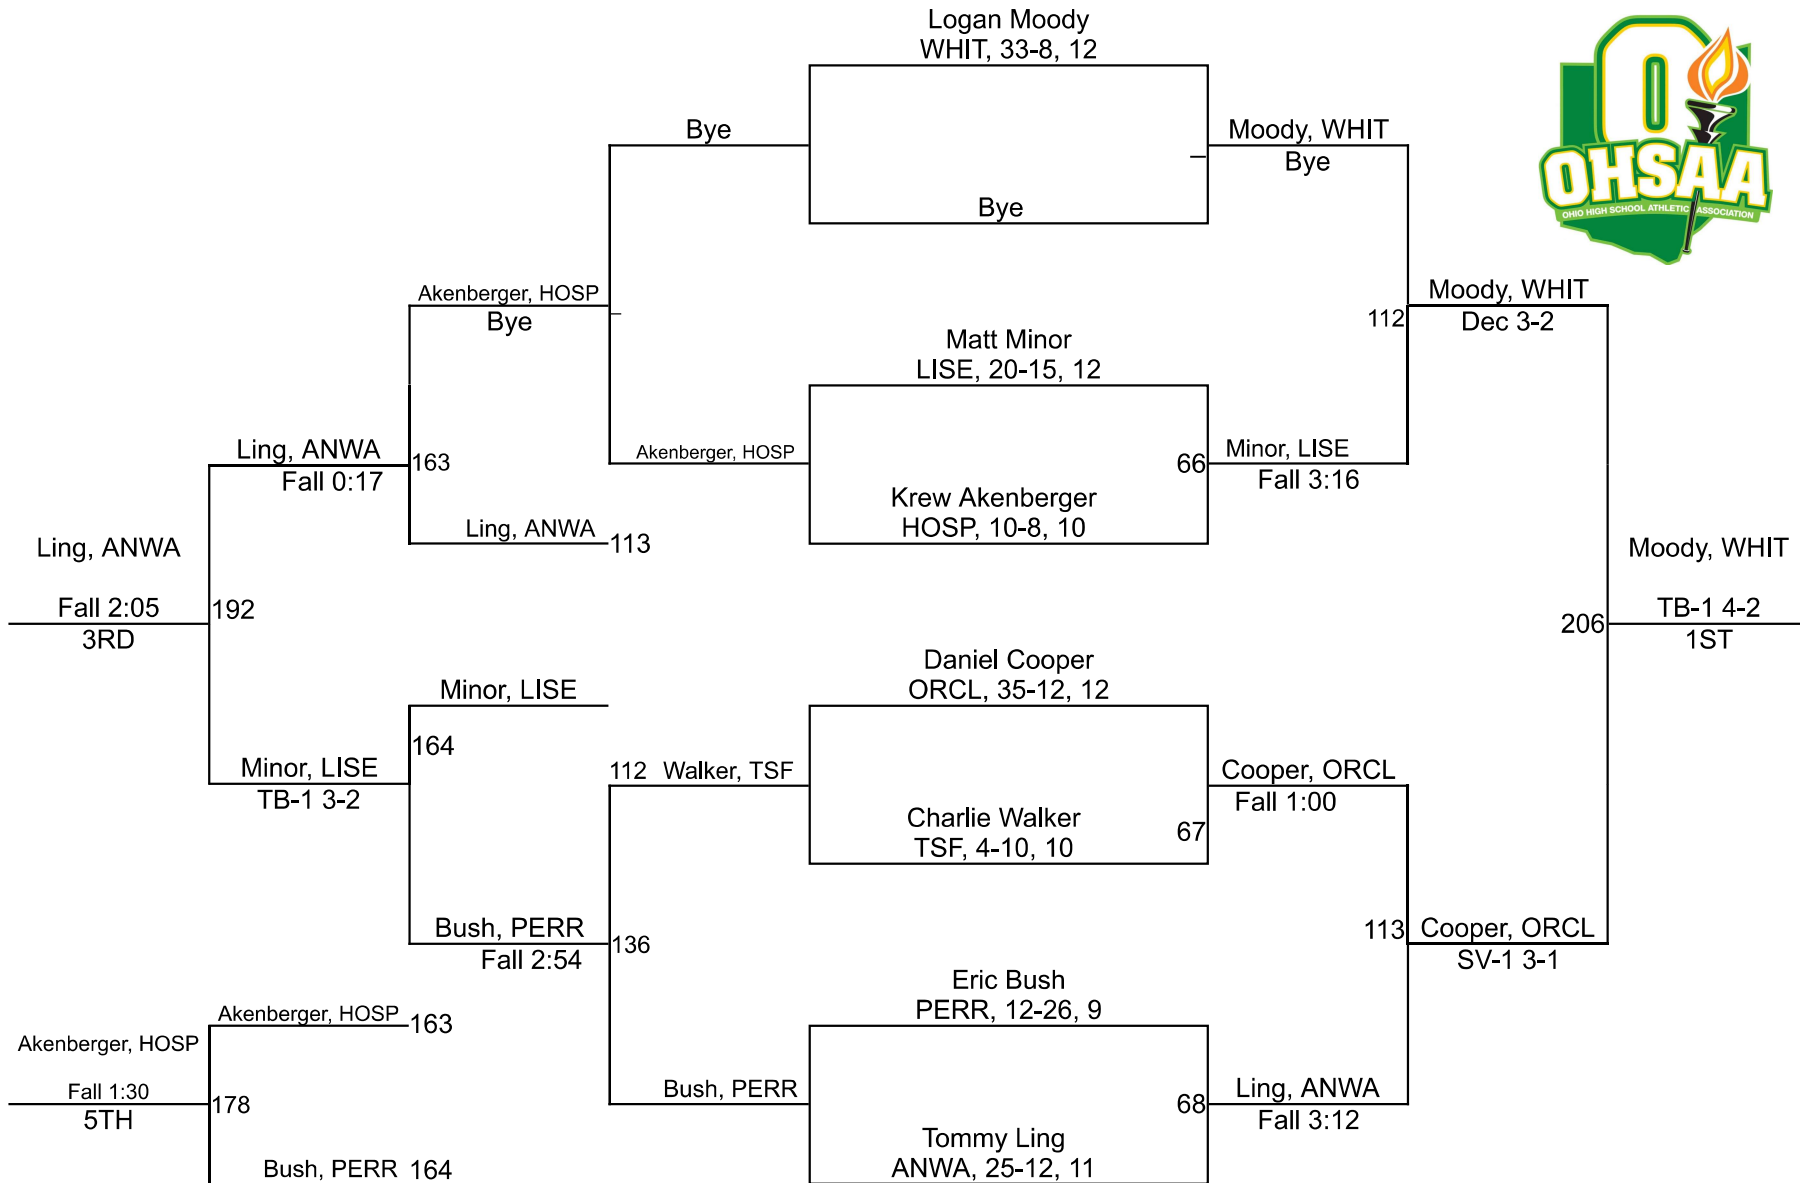 Logan Moody
WHIT, 33-8, 12
Bye
Moody, WHIT
Bye
Bye
O
OHSAA
OHIO HIGH SCHOOL ATHLETIC ASSOCIATION
Akenberger, HOSP
Bye
Moody, WHIT
112
Dec 3-2
Matt Minor
LISE, 20-15, 12
Ling, ANWA
163
Fall 0:17
Akenberger, HOSP
66
Minor, LISE
Fall 3:16
Krew Akenberger
HOSP, 10-8, 10
Ling, ANWA
113
Ling, ANWA
Moody, WHIT
Fall 2:05
192
3RD
206
TB-1 4-2
1ST
Daniel Cooper
ORCL, 35-12, 12
Minor, LISE
164
Minor, LISE
TB-1 3-2
112
Walker, TSF
Cooper, ORCL
Fall 1:00
Charlie Walker
TSF, 4-10, 10
67
Bush, PERR
136
Fall 2:54
113
Cooper, ORCL
SV-1 3-1
Eric Bush
PERR, 12-26, 9
Akenberger, HOSP
163
Akenberger, HOSP
Fall 1:30
178
5TH
Bush, PERR
68
Ling, ANWA
Fall 3:12
Tommy Ling
ANWA, 25-12, 11
Bush, PERR
164